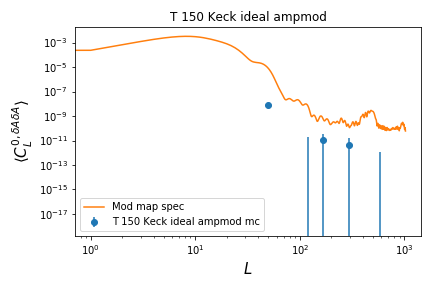 T 150 Keck ideal ampmod
10⁻³
10⁻⁵
10⁻⁷
10⁻⁹
10⁻¹¹
10⁻¹³
10⁻¹⁵
10⁻¹⁷
⟨C_L^{0, δAδA}⟩
Mod map spec
T 150 Keck ideal ampmod mc
10⁰
10¹
10²
10³
L